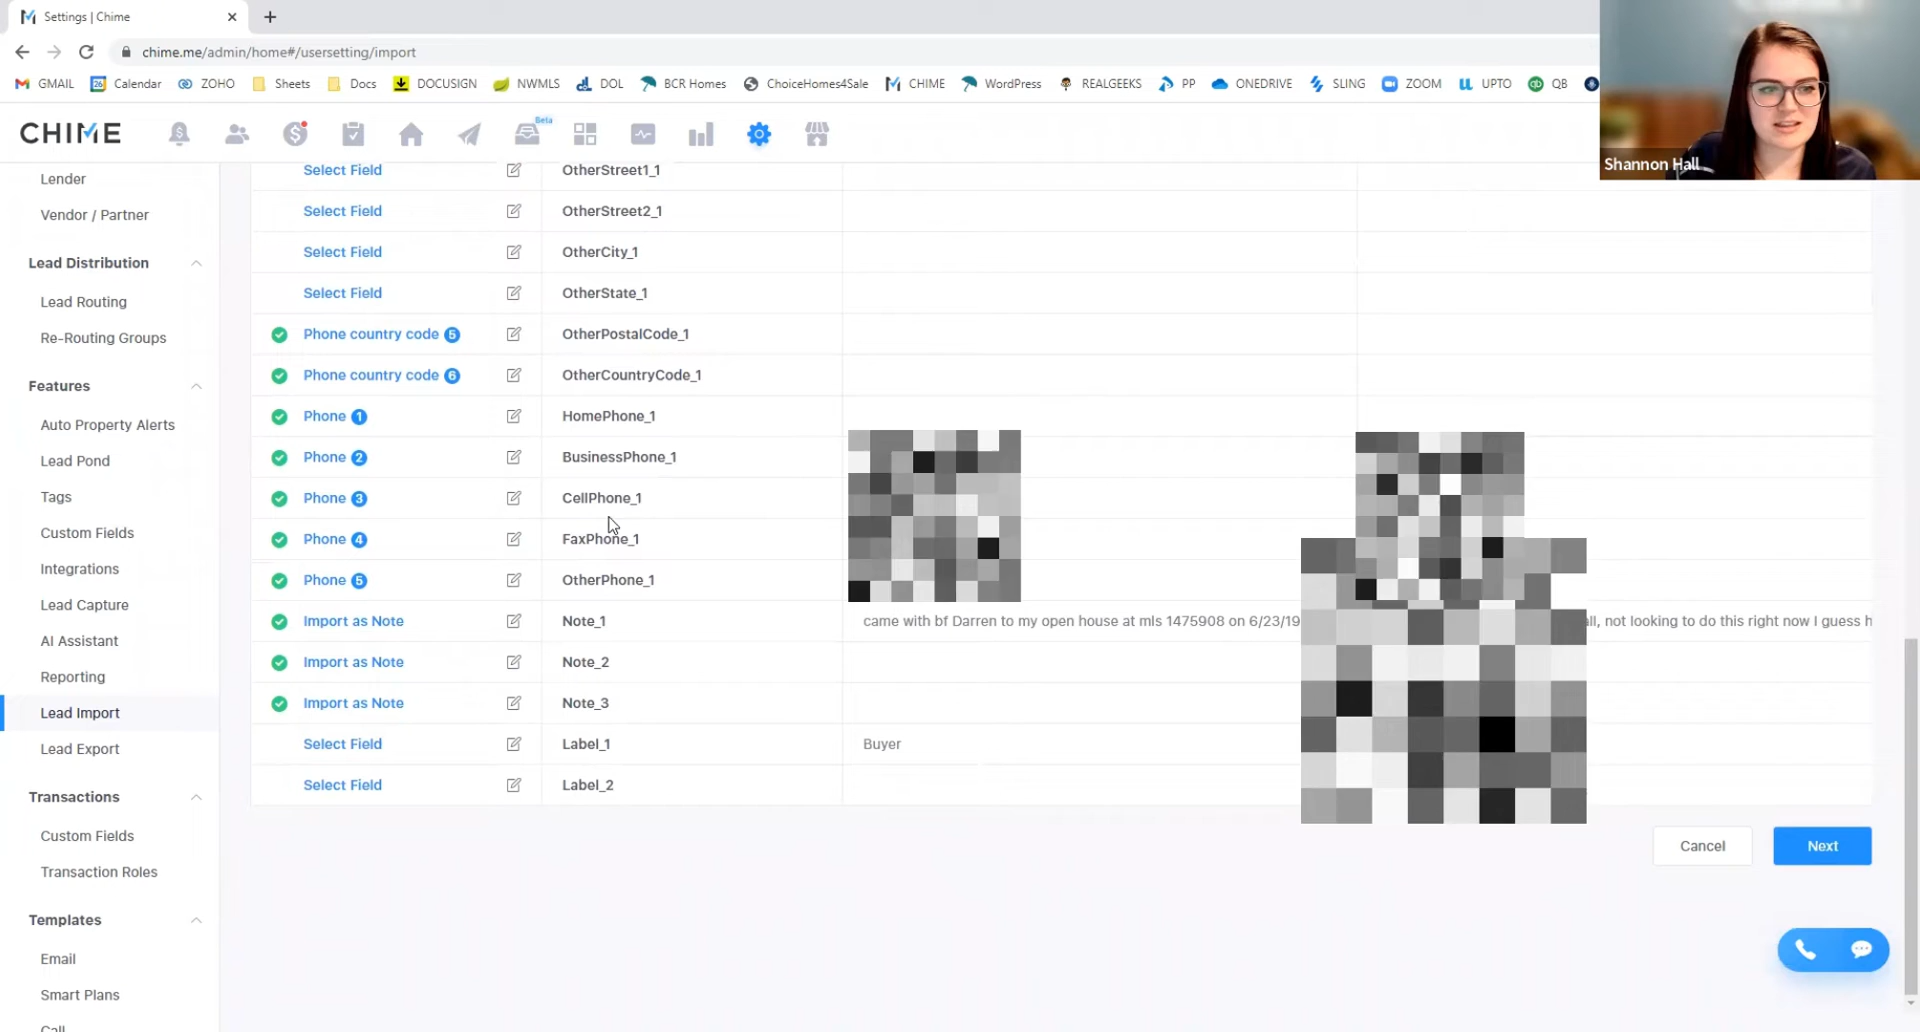 Settings | Chime
chime.me/admin/home#/usersetting/import
GMAIL Calendar ZOHO Sheets Docs DOCUSIGN NWMLS DOL BCR Homes ChoiceHomes4Sale CHIME WordPress REALGEEKS PP ONEDRIVE SLING ZOOM UPTO QB
CHIME
Beta
Shannon Hall
Lender
Vendor / Partner
Lead Distribution
Lead Routing
Re-Routing Groups
Features
Auto Property Alerts
Lead Pond
Tags
Custom Fields
Integrations
Lead Capture
AI Assistant
Reporting
Lead Import
Lead Export
Transactions
Custom Fields
Transaction Roles
Templates
Email
Smart Plans
Call
Select Field OtherStreet1_1
Select Field OtherStreet2_1
Select Field OtherCity_1
Select Field OtherState_1
Phone country code 5 OtherPostalCode_1
Phone country code 6 OtherCountryCode_1
Phone 1 HomePhone_1
Phone 2 BusinessPhone_1
Phone 3 CellPhone_1
Phone 4 FaxPhone_1
Phone 5 OtherPhone_1
Import as Note Note_1 came with bf Darren to my open house at mls 1475908 on 6/23/19 not looking to do this right now I guess h
Import as Note Note_2
Import as Note Note_3
Select Field Label_1 Buyer
Select Field Label_2
Cancel Next